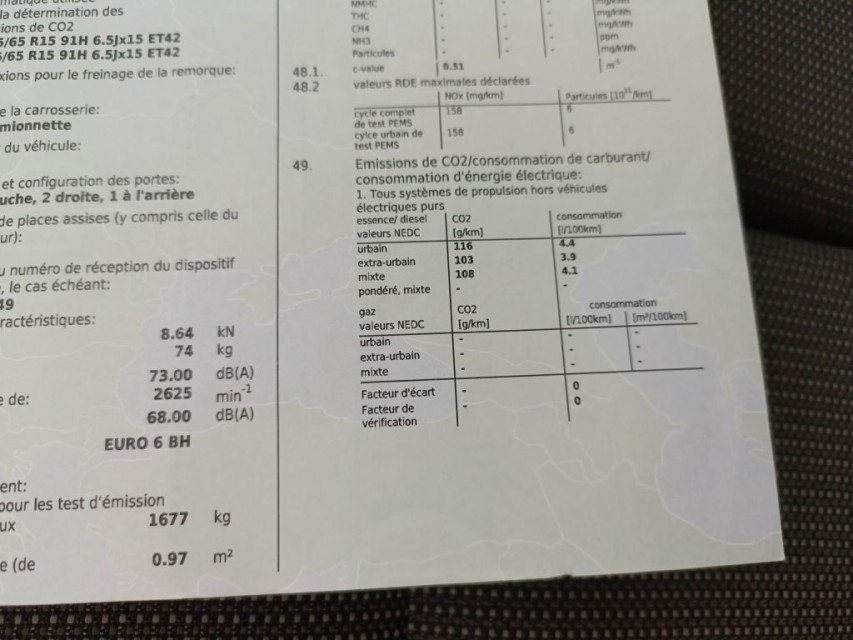 la détermination des
ions de CO2
5/65 R15 91H 6.5Jx15 ET42
/65 R15 91H 6.5Jx15 ET42
xions pour le freinage de la remorque:
e la carrosserie:
mionnette
du véhicule:
et configuration des portes:
uche, 2 droite, 1 à l'arrière
de places assises (y compris celle du
ur):
u numéro de réception du dispositif
, le cas échéant:
49
ractéristiques:
8.64 kN
74 kg
73.00 dB(A)
e de: 2625 min-1
68.00 dB(A)
EURO 6 BH
ent:
pour les test d'émission
ux 1677 kg
e (de 0.97 m²
NMHC - - -
THC - - - mg/kWh
CH4 - - - mg/kWh
NH3 - - - ppm
Particules - - - mg/kWh
48.1. c-value 0.51 m-1
48.2 valeurs RDE maximales déclarées
NOx [mg/km] Particules [10¹¹/km]
cycle complet 158 6
de test PEMS
cylce urbain de 158 6
test PEMS
49. Emissions de CO2/consommation de carburant/
consommation d'énergie électrique:
1. Tous systèmes de propulsion hors véhicules
électriques purs
essence/ diesel CO2 consommation
valeurs NEDC [g/km] [l/100km]
urbain 116 4.4
extra-urbain 103 3.9
mixte 108 4.1
pondéré, mixte - -
gaz CO2 consommation
valeurs NEDC [g/km] [l/100km] [m³/100km]
urbain - - -
extra-urbain - - -
mixte - - -
Facteur d'écart - 0
Facteur de - 0
vérification